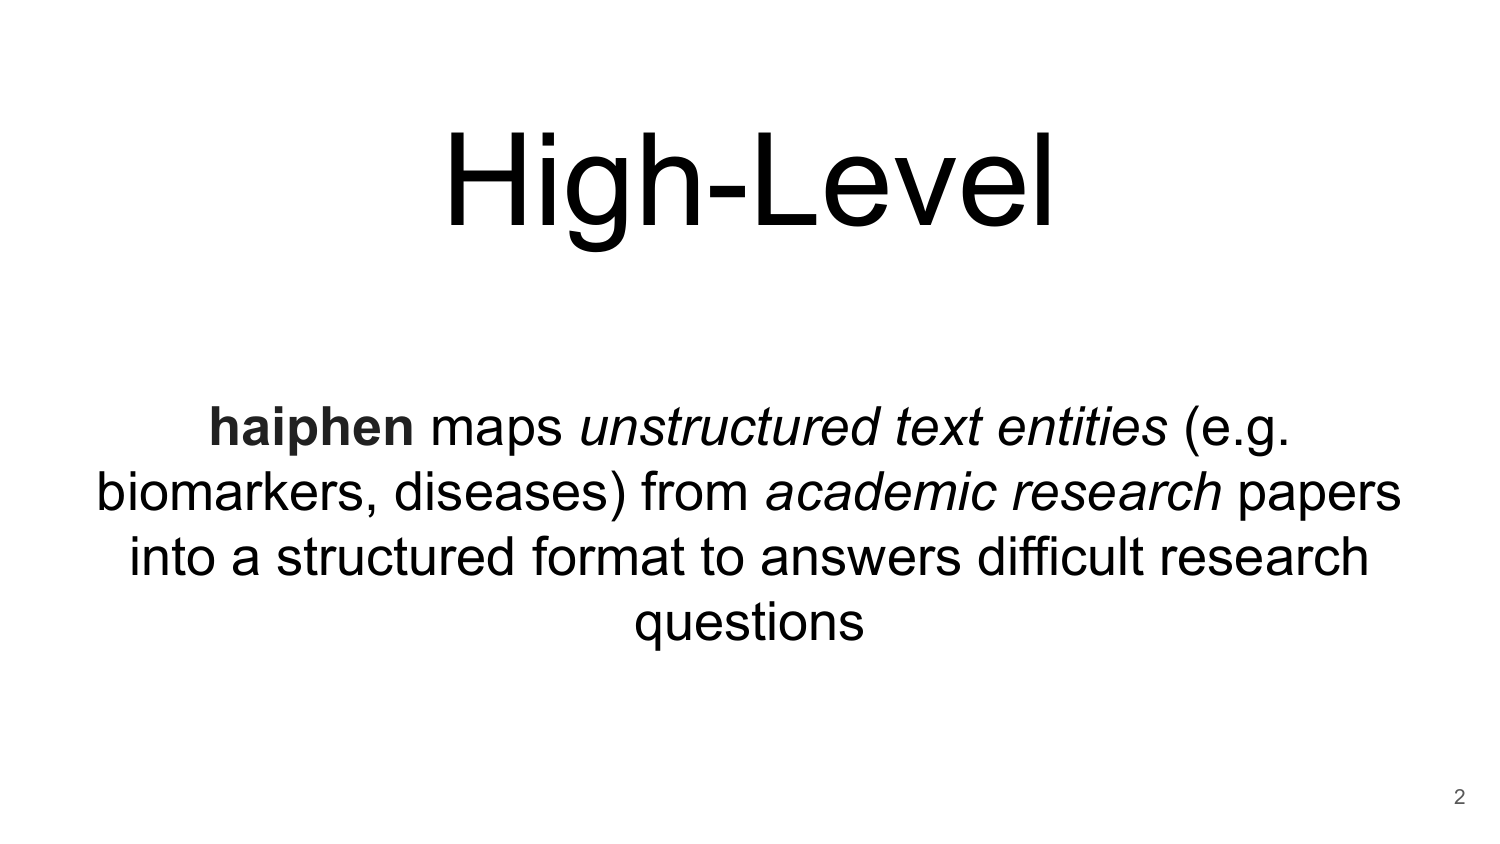 High-Level
haiphen maps unstructured text entities (e.g.
biomarkers, diseases) from academic research papers
into a structured format to answers difficult research
questions
2